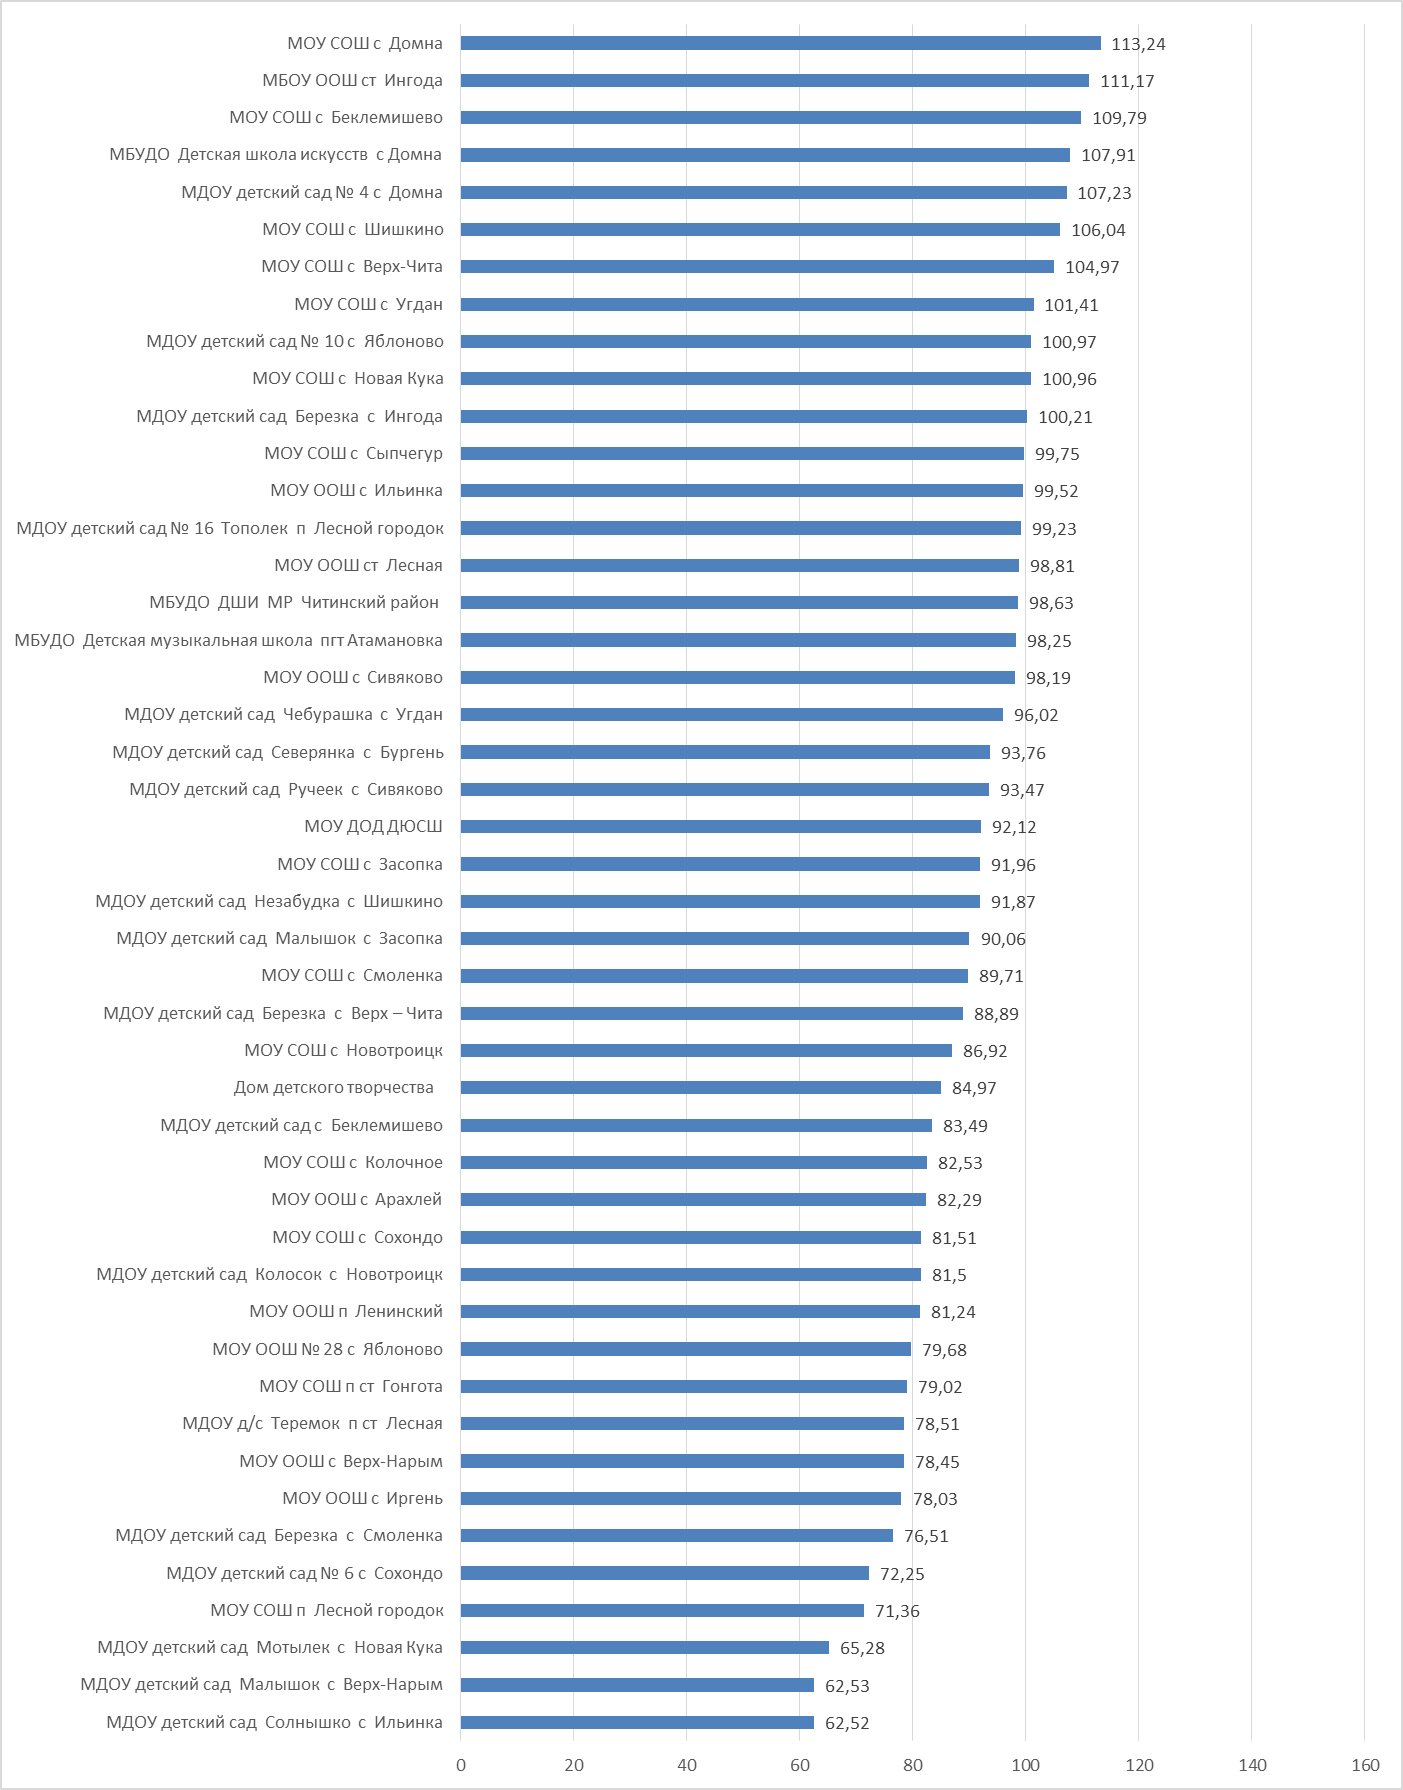 МОУ СОШ с Домна 113,24
МБОУ ООШ ст Ингода 111,17
МОУ СОШ с Беклемишево 109,79
МБУДО Детская школа искусств с Домна 107,91
МДОУ детский сад № 4 с Домна 107,23
МОУ СОШ с Шишкино 106,04
МОУ СОШ с Верх-Чита 104,97
МОУ СОШ с Угдан 101,41
МДОУ детский сад № 10 с Яблоново 100,97
МОУ СОШ с Новая Кука 100,96
МДОУ детский сад Березка с Ингода 100,21
МОУ СОШ с Сыпчегур 99,75
МОУ ООШ с Ильинка 99,52
МДОУ детский сад № 16 Тополек п Лесной городок 99,23
МОУ ООШ ст Лесная 98,81
МБУДО ДШИ МР Читинский район 98,63
МБУДО Детская музыкальная школа пгт Атамановка 98,25
МОУ ООШ с Сивяково 98,19
МДОУ детский сад Чебурашка с Угдан 96,02
МДОУ детский сад Северянка с Бургень 93,76
МДОУ детский сад Ручеек с Сивяково 93,47
МОУ ДОД ДЮСШ 92,12
МОУ СОШ с Засопка 91,96
МДОУ детский сад Незабудка с Шишкино 91,87
МДОУ детский сад Малышок с Засопка 90,06
МОУ СОШ с Смоленка 89,71
МДОУ детский сад Березка с Верх – Чита 88,89
МОУ СОШ с Новотроицк 86,92
Дом детского творчества 84,97
МДОУ детский сад с Беклемишево 83,49
МОУ СОШ с Колочное 82,53
МОУ ООШ с Арахлей 82,29
МОУ СОШ с Сохондо 81,51
МДОУ детский сад Колосок с Новотроицк 81,5
МОУ ООШ п Ленинский 81,24
МОУ ООШ № 28 с Яблоново 79,68
МОУ СОШ п ст Гонгота 79,02
МДОУ д/с Теремок п ст Лесная 78,51
МОУ ООШ с Верх-Нарым 78,45
МОУ ООШ с Иргень 78,03
МДОУ детский сад Березка с Смоленка 76,51
МДОУ детский сад № 6 с Сохондо 72,25
МОУ СОШ п Лесной городок 71,36
МДОУ детский сад Мотылек с Новая Кука 65,28
МДОУ детский сад Малышок с Верх-Нарым 62,53
МДОУ детский сад Солнышко с Ильинка 62,52
0 20 40 60 80 100 120 140 160